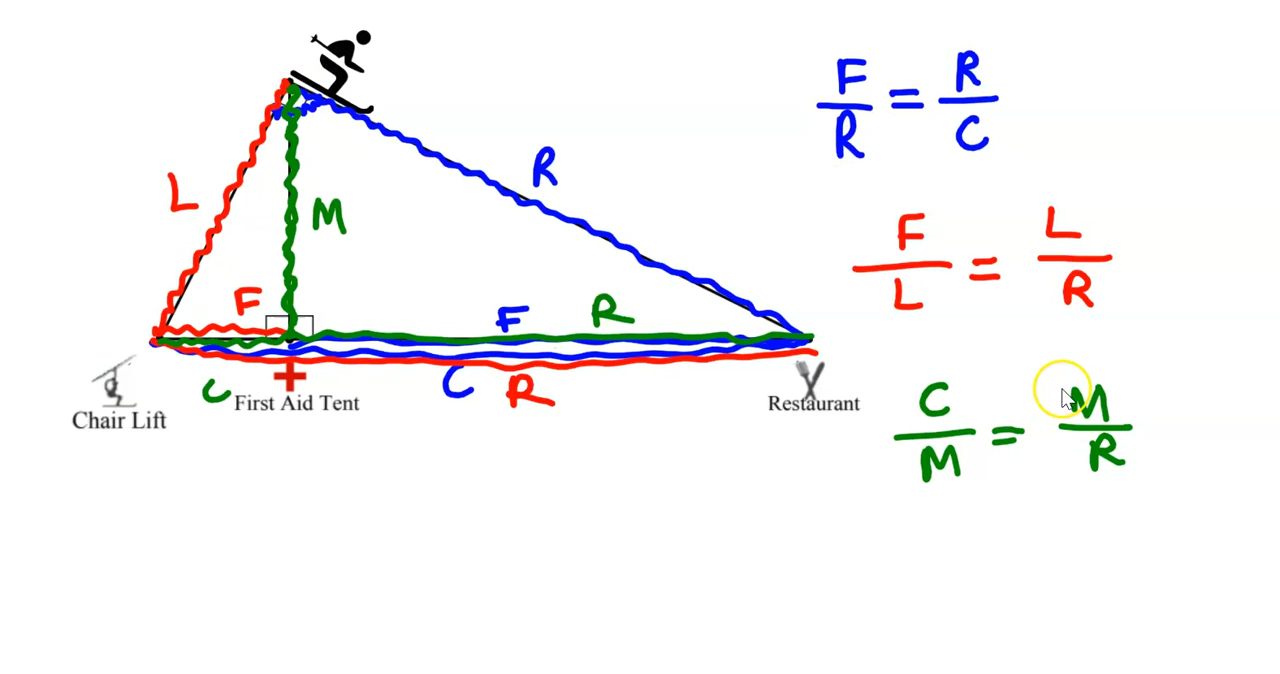 F/R = R/C
R
L
M
F/L = L/R
F
F R
C
C R
First Aid Tent
Chair Lift
Restaurant
C/M = M/R